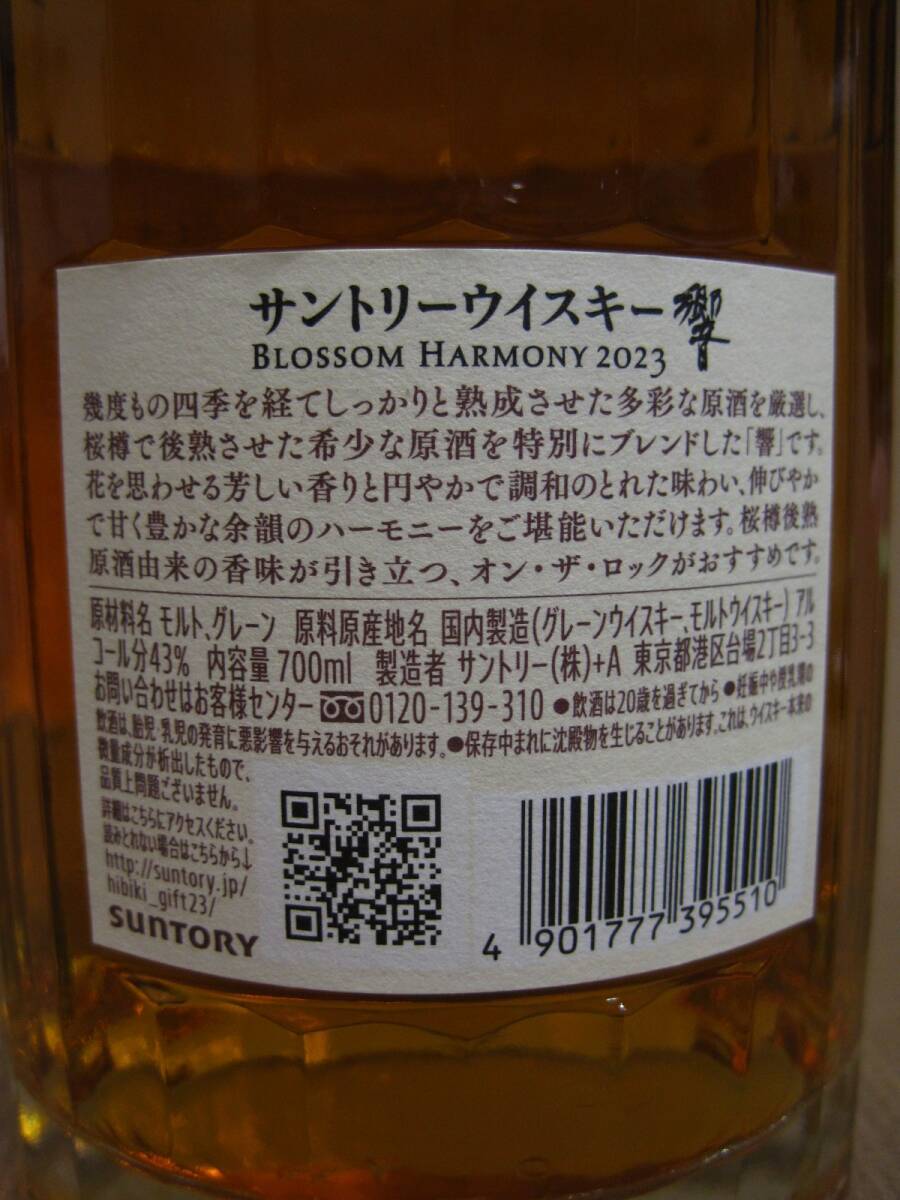 サントリーウイスキー響
BLOSSOM HARMONY 2023
幾度もの四季を経てしっかりと熟成させた多彩な原酒を厳選し、
桜樽で後熟させた希少な原酒を特別にブレンドした「響」です。
花を思わせる芳しい香りと円やかで調和のとれた味わい、伸びやか
で甘く豊かな余韻のハーモニーをご堪能いただけます。桜樽後熟
原酒由来の香味が引き立つ、オン・ザ・ロックがおすすめです。
原材料名 モルト、グレーン 原料原産地名 国内製造(グレーンウイスキー、モルトウイスキー) アル
コール分43% 内容量 700ml 製造者 サントリー(株)+A 東京都港区台場2丁目3-3
お問い合わせはお客様センター 0120-139-310 ●飲酒は20歳を過ぎてから ●妊娠中や授乳期の
飲酒は、胎児・乳児の発育に悪影響を与えるおそれがあります。●保存中まれに沈殿物を生じることがあります。これは、ウイスキー本来の
微量成分が析出したもので、
品質上問題ございません。
詳細はこちらにアクセスください。
読みとれない場合はこちらから↓
http://suntory.jp/
hibiki_gift23/
SUNTORY
4 901777 395510